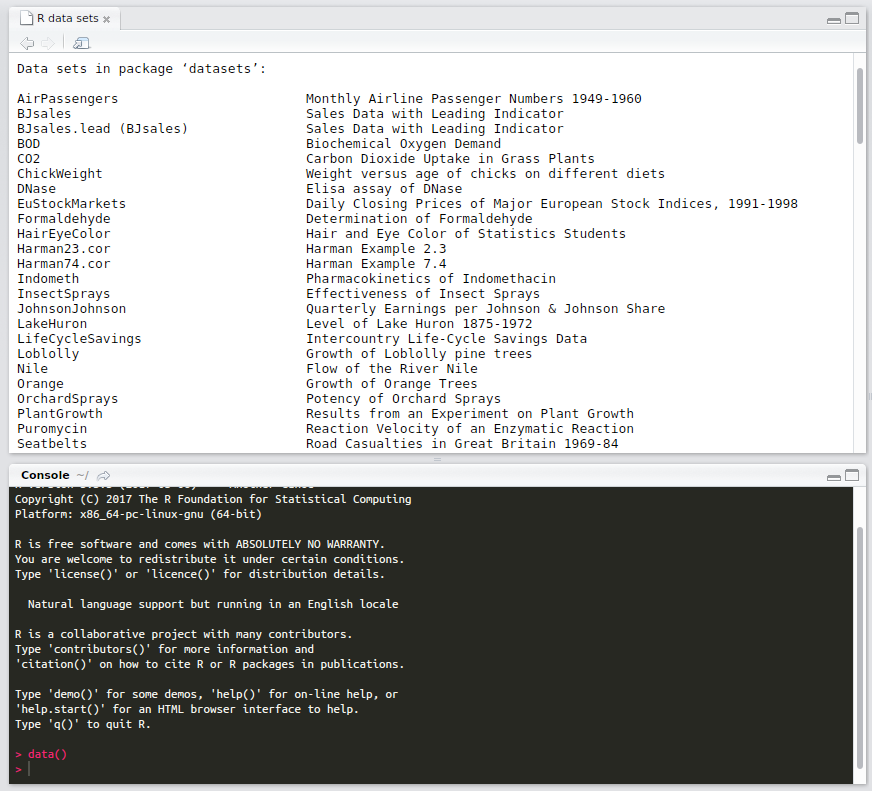 R data sets
Data sets in package ‘datasets’:
AirPassengers Monthly Airline Passenger Numbers 1949-1960
BJsales Sales Data with Leading Indicator
BJsales.lead (BJsales) Sales Data with Leading Indicator
BOD Biochemical Oxygen Demand
CO2 Carbon Dioxide Uptake in Grass Plants
ChickWeight Weight versus age of chicks on different diets
DNase Elisa assay of DNase
EuStockMarkets Daily Closing Prices of Major European Stock Indices, 1991-1998
Formaldehyde Determination of Formaldehyde
HairEyeColor Hair and Eye Color of Statistics Students
Harman23.cor Harman Example 2.3
Harman74.cor Harman Example 7.4
Indometh Pharmacokinetics of Indomethacin
InsectSprays Effectiveness of Insect Sprays
JohnsonJohnson Quarterly Earnings per Johnson & Johnson Share
LakeHuron Level of Lake Huron 1875-1972
LifeCycleSavings Intercountry Life-Cycle Savings Data
Loblolly Growth of Loblolly pine trees
Nile Flow of the River Nile
Orange Growth of Orange Trees
OrchardSprays Potency of Orchard Sprays
PlantGrowth Results from an Experiment on Plant Growth
Puromycin Reaction Velocity of an Enzymatic Reaction
Seatbelts Road Casualties in Great Britain 1969-84
Console ~/
Copyright (C) 2017 The R Foundation for Statistical Computing
Platform: x86_64-pc-linux-gnu (64-bit)
R is free software and comes with ABSOLUTELY NO WARRANTY.
You are welcome to redistribute it under certain conditions.
Type 'license()' or 'licence()' for distribution details.
Natural language support but running in an English locale
R is a collaborative project with many contributors.
Type 'contributors()' for more information and
'citation()' on how to cite R or R packages in publications.
Type 'demo()' for some demos, 'help()' for on-line help, or
'help.start()' for an HTML browser interface to help.
Type 'q()' to quit R.
> data()
>